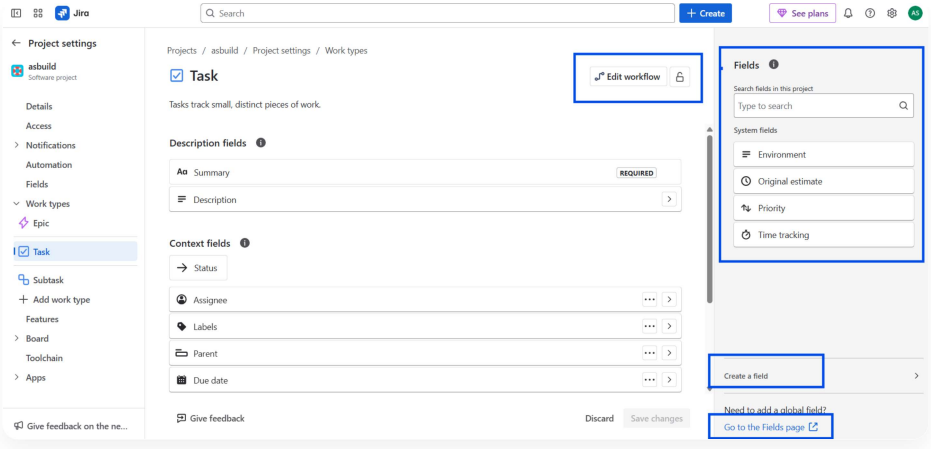 Jira
Search
+ Create
See plans
AS
Project settings
asbuild
Software project
Details
Access
Notifications
Automation
Fields
Work types
Epic
Task
Subtask
Add work type
Features
Board
Toolchain
Apps
Give feedback on the ne...
Projects / asbuild / Project settings / Work types
Task
Edit workflow
Tasks track small, distinct pieces of work.
Description fields
Aa Summary
REQUIRED
Description
Context fields
Status
Assignee
Labels
Parent
Due date
Give feedback
Discard
Save changes
Fields
Search fields in this project
Type to search
System fields
Environment
Original estimate
Priority
Time tracking
Create a field
Need to add a global field?
Go to the Fields page